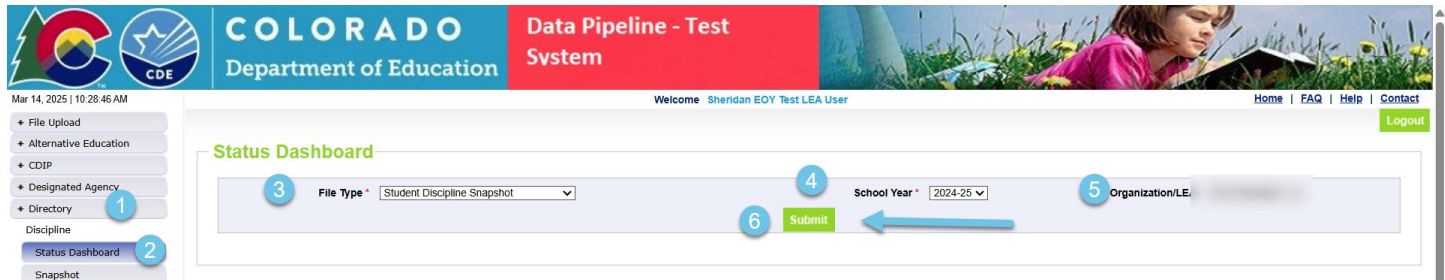 COLORADO
Department of Education
CDE
TM
Data Pipeline - Test
System
Mar 14, 2025 | 10:28:46 AM
Welcome Sheridan EOY Test LEA User
Home | FAQ | Help | Contact
Logout
+ File Upload
+ Alternative Education
+ CDIP
+ Designated Agency
+ Directory 1
Discipline
Status Dashboard 2
Snapshot
Status Dashboard
3 File Type * Student Discipline Snapshot 4 School Year * 2024-25 5 Organization/LEA
6 Submit